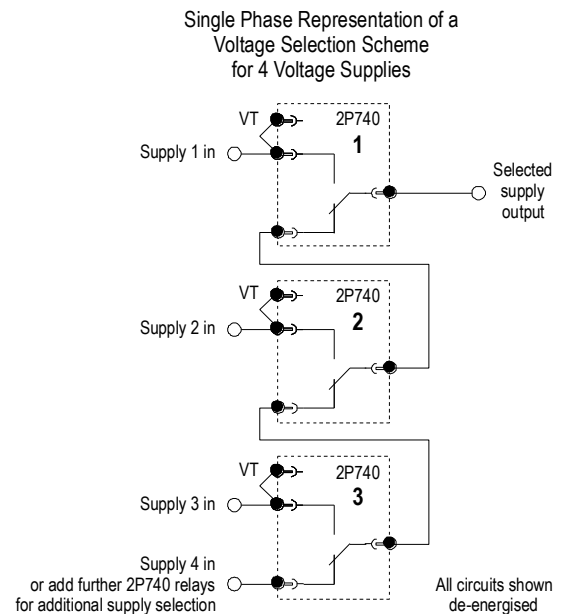 Single Phase Representation of a
Voltage Selection Scheme
for 4 Voltage Supplies
VT
2P740
1
Supply 1 in
Selected
supply
output
VT
2P740
2
Supply 2 in
VT
2P740
3
Supply 3 in
Supply 4 in
or add further 2P740 relays
for additional supply selection
All circuits shown
de-energised